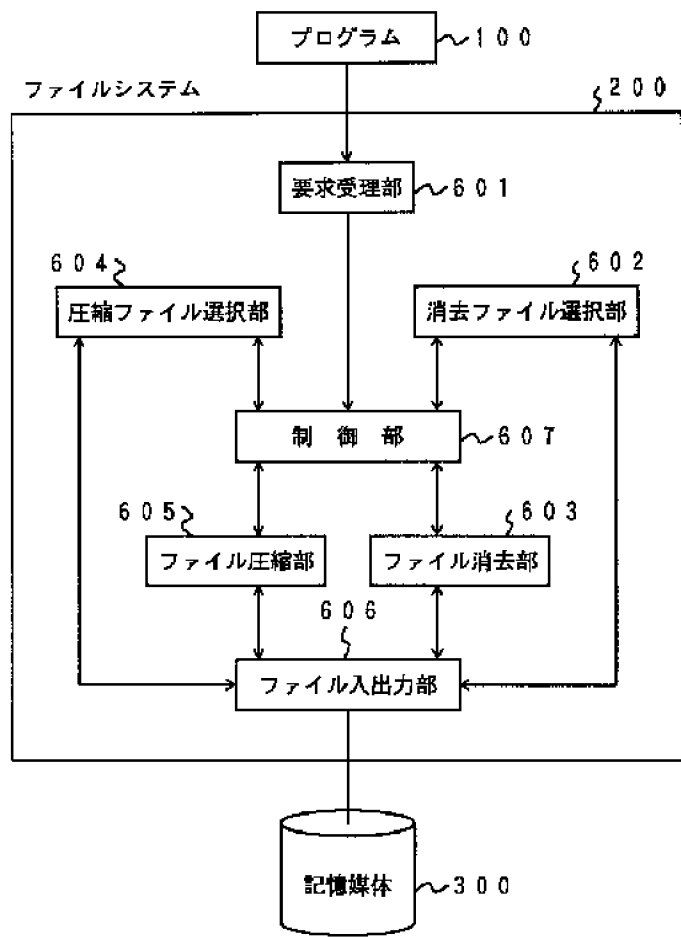 プログラム 100
ファイルシステム 200
要求受理部 601
604 602
圧縮ファイル選択部 消去ファイル選択部
制御部 607
605 603
ファイル圧縮部 ファイル消去部
606
ファイル入出力部
記憶媒体 300